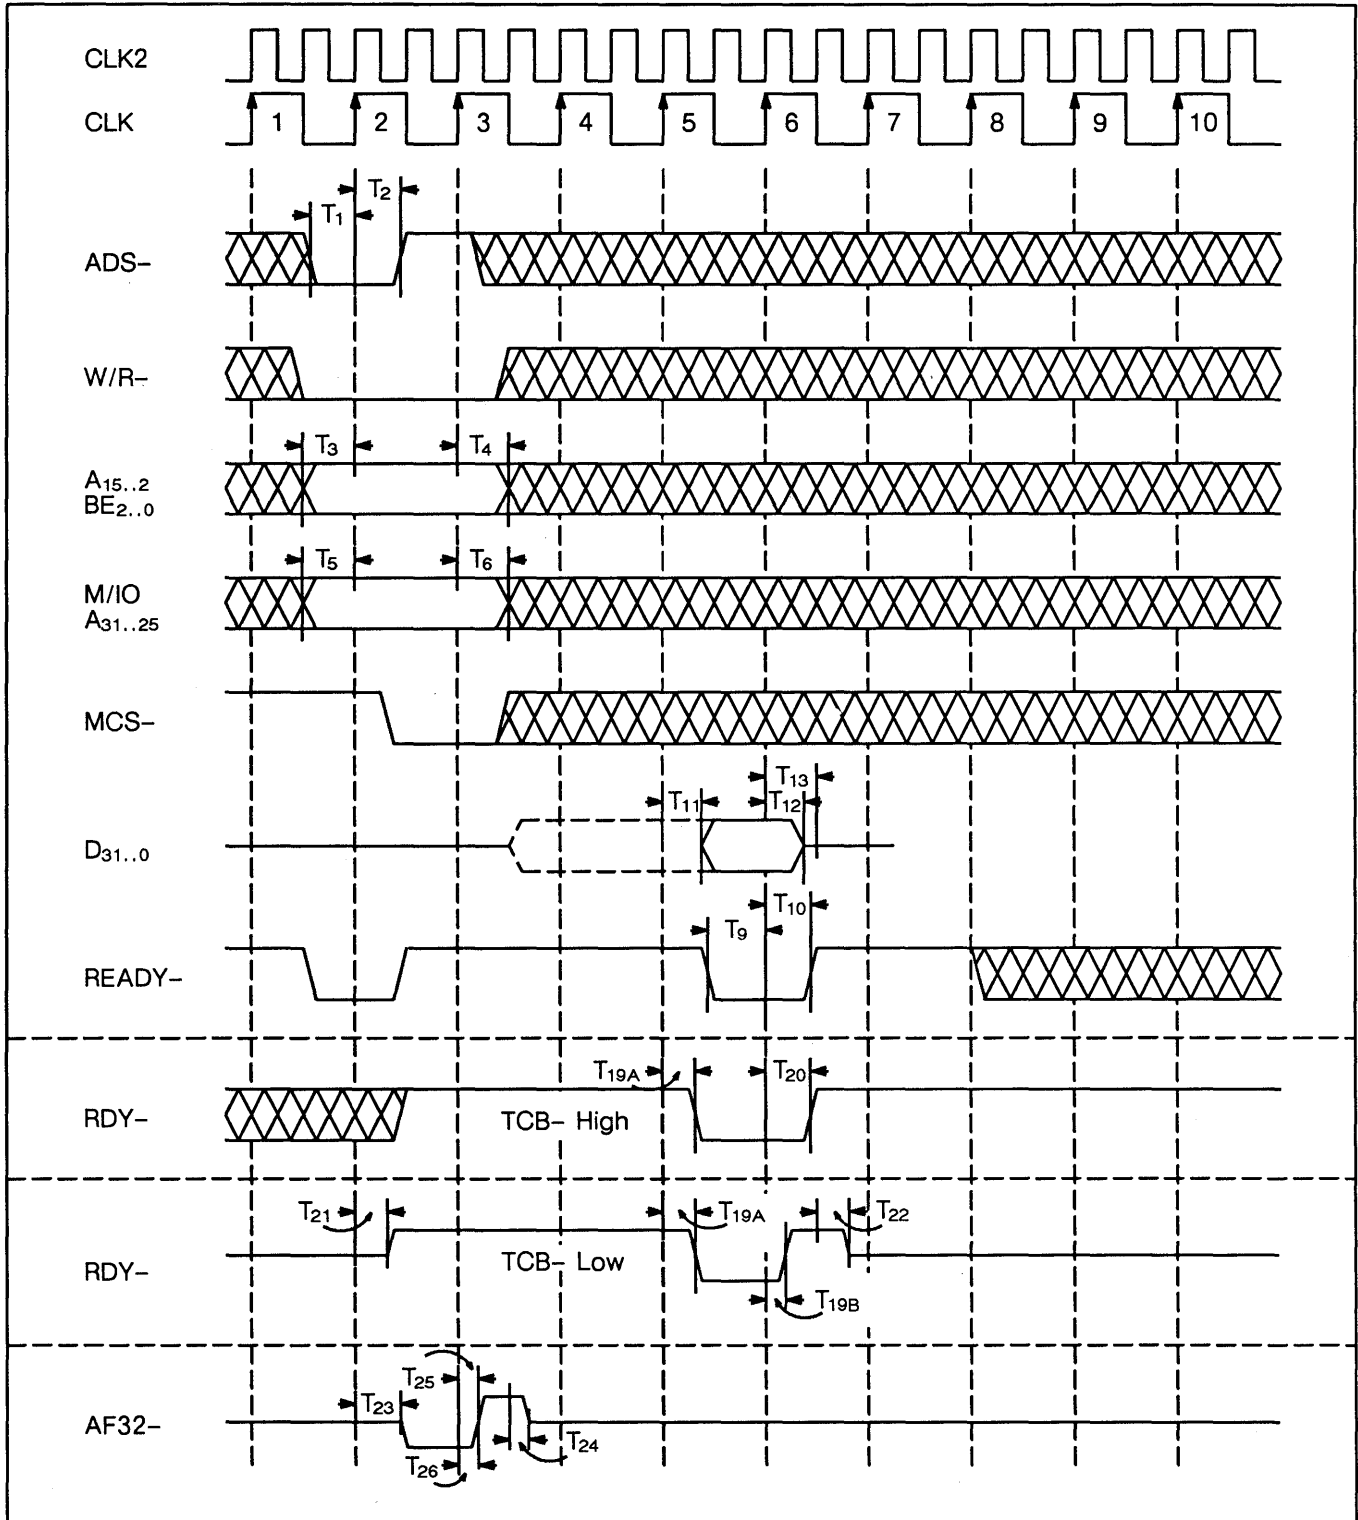 CLK2
CLK 1 2 3 4 5 6 7 8 9 10
T2
T1
ADS–
W/R–
T3 T4
A15..2
BE2..0
T5 T6
M/IO
A31..25
MCS–
T13
T11 T12
D31..0
T10
T9
READY–
T19A T20
RDY– TCB– High
T21 T19A T22
RDY– TCB– Low
T19B
T25
T23
AF32–
T24
T26